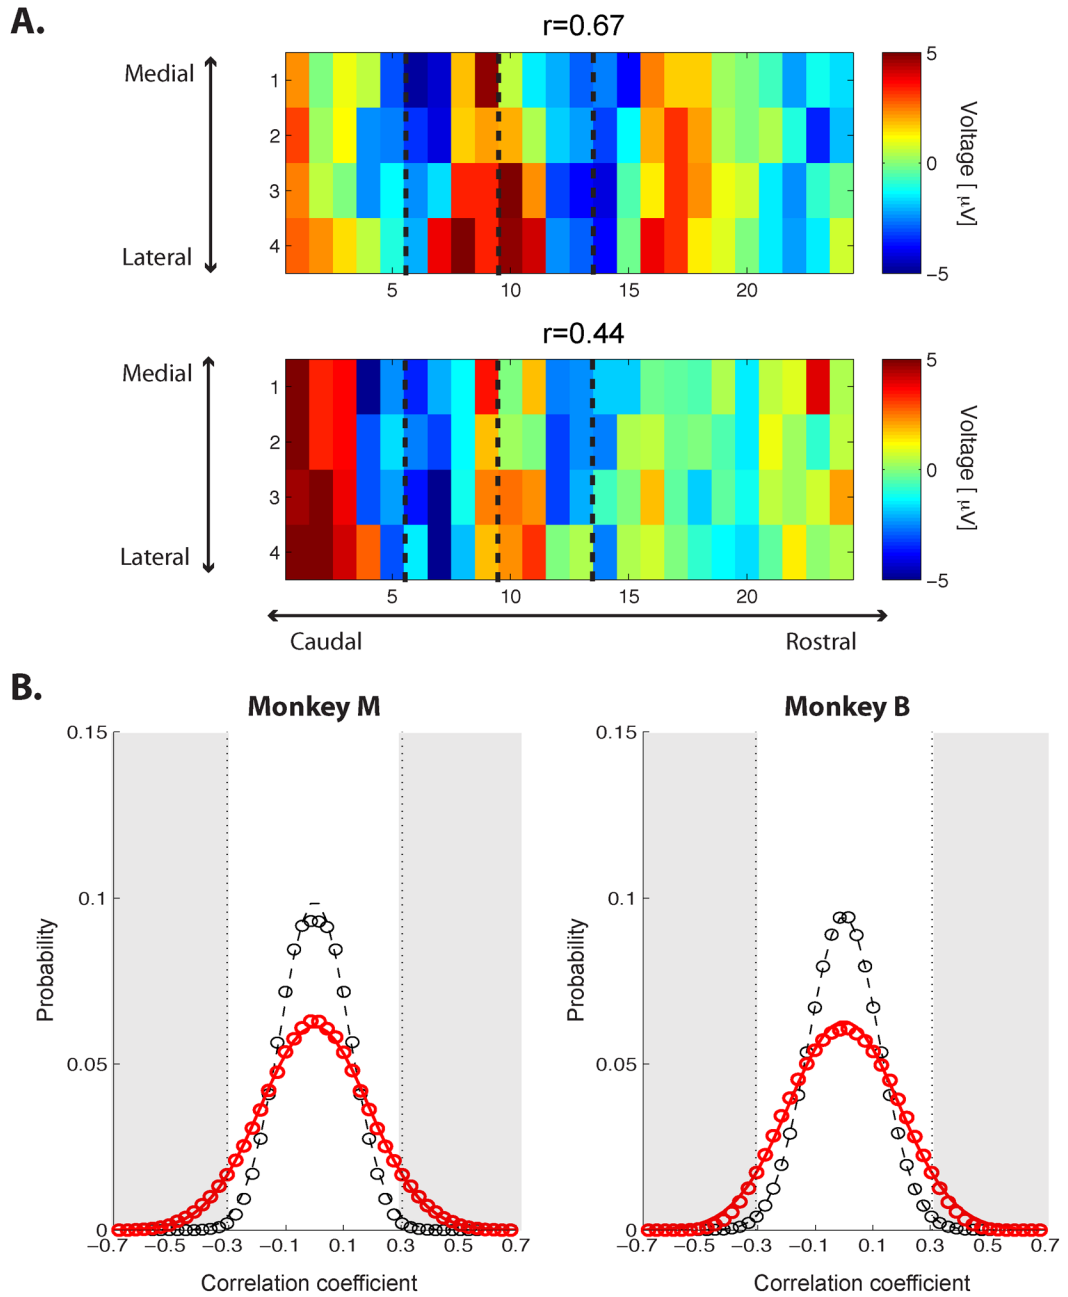 A.
r=0.67
Medial
Lateral
1
2
3
4
5 10 15 20
5
0
−5
Voltage [ μV]
r=0.44
Medial
Lateral
1
2
3
4
5 10 15 20
5
0
−5
Voltage [ μV]
Caudal Rostral
B.
Monkey M
0.15
0.1
0.05
0
Probability
−0.7 −0.5 −0.3 −0.1 0.1 0.3 0.5 0.7
Correlation coefficient
Monkey B
0.15
0.1
0.05
0
Probability
−0.7 −0.5 −0.3 −0.1 0.1 0.3 0.5 0.7
Correlation coefficient